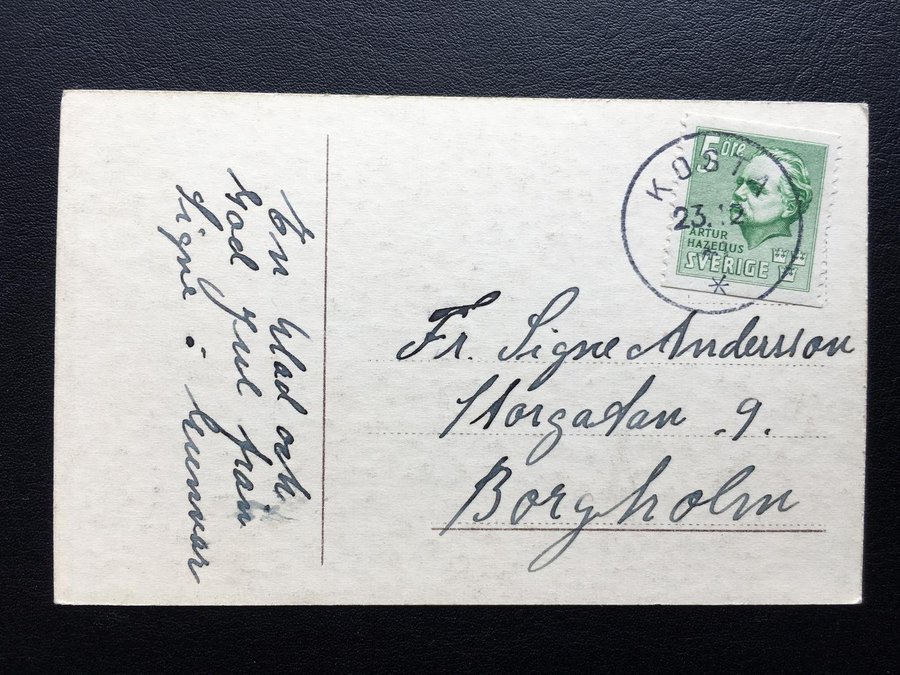 En Glad och
God Jul från
Signe : Gunvor
5 öre
ARTUR
HAZELIUS
SVERIGE
KOSTA
23.12
Fr. Signe Andersson
Storgatan .9.
Borgholm